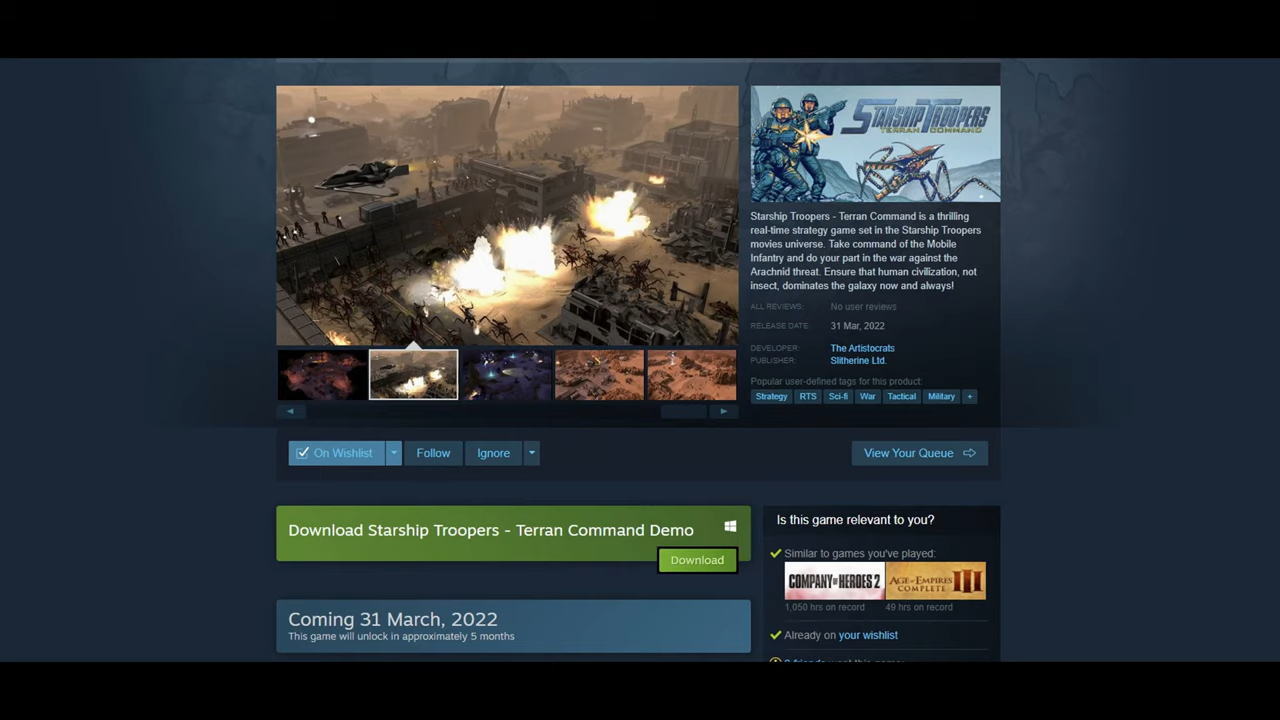 STARSHIP TROOPERS
TERRAN COMMAND
Starship Troopers - Terran Command is a thrilling
real-time strategy game set in the Starship Troopers
movies universe. Take command of the Mobile
Infantry and do your part in the war against the
Arachnid threat. Ensure that human civilization, not
insect, dominates the galaxy now and always!
ALL REVIEWS: No user reviews
RELEASE DATE: 31 Mar, 2022
DEVELOPER: The Artistocrats
PUBLISHER: Slitherine Ltd.
Popular user-defined tags for this product:
Strategy RTS Sci-fi War Tactical Military +
On Wishlist Follow Ignore View Your Queue
Download Starship Troopers - Terran Command Demo
Download
Coming 31 March, 2022
This game will unlock in approximately 5 months
Is this game relevant to you?
Similar to games you've played:
COMPANY OF HEROES 2 AGE OF EMPIRES III COMPLETE
1,050 hrs on record 49 hrs on record
Already on your wishlist